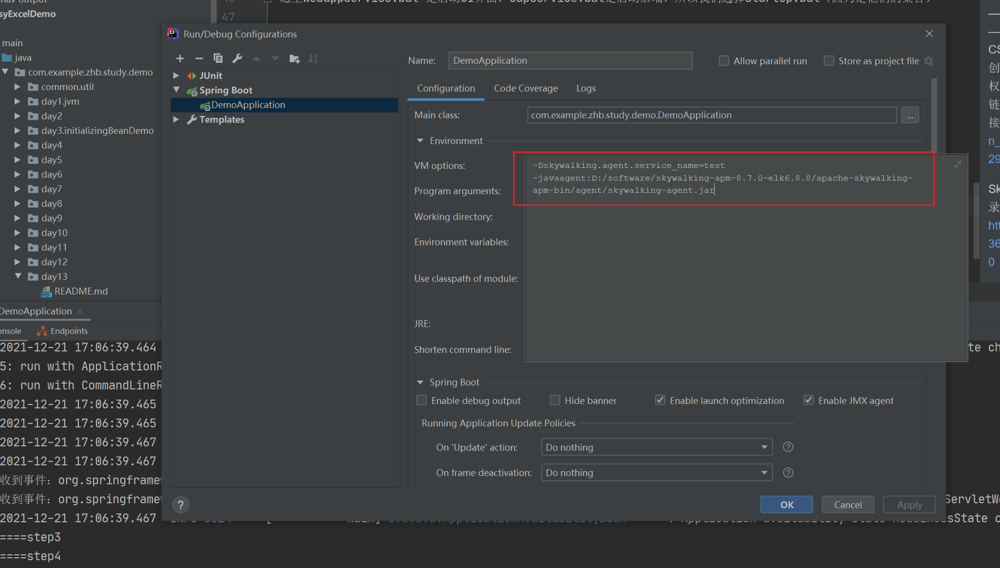 syExcelDemo
47
main
java
com.example.zhb.study.demo
common.util
day1.jvm
day2
day3.initializingBeanDemo
day4
day5
day6
day7
day8
day9
day10
day11
day12
day13
README.md
Run/Debug Configurations
JUnit
Spring Boot
DemoApplication
Templates
Name: DemoApplication
Allow parallel run
Store as project file
Configuration Code Coverage Logs
Main class: com.example.zhb.study.demo.DemoApplication ...
Environment
VM options:
-Dskywalking.agent.service_name=test
-javaagent:D:/software/skywalking-apm-8.7.0-elk6.8.8/apache-skywalking-
apm-bin/agent/skywalking-agent.jar
Program arguments:
Working directory:
Environment variables:
Use classpath of module:
JRE:
Shorten command line:
Spring Boot
Enable debug output Hide banner Enable launch optimization Enable JMX agent
Running Application Update Policies
On 'Update' action: Do nothing
On frame deactivation: Do nothing
? OK Cancel Apply
CS
创
权
链
接
n_
29
Sk
录
htt
36
0
DemoApplication
onsole Endpoints
2021-12-21 17:06:39.464 te ch
5: run with ApplicationR
6: run with CommandLineR
2021-12-21 17:06:39.465
2021-12-21 17:06:39.465
2021-12-21 17:06:39.467
2021-12-21 17:06:39.467
收到事件：org.springframew
收到事件：org.springframew ServletWe
2021-12-21 17:06:39.467
====step3
====step4